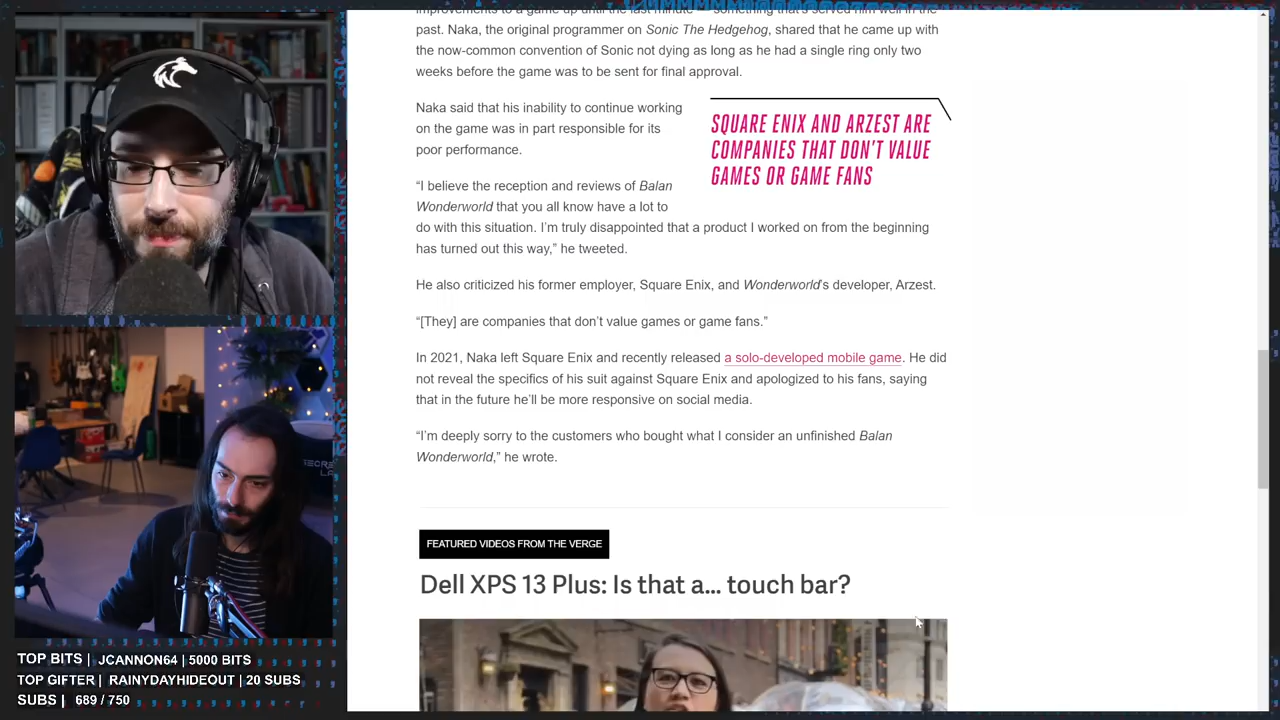 improvements to a game up until the last minute — something that's served him well in the
past. Naka, the original programmer on Sonic The Hedgehog, shared that he came up with
the now-common convention of Sonic not dying as long as he had a single ring only two
weeks before the game was to be sent for final approval.
Naka said that his inability to continue working
on the game was in part responsible for its
poor performance.
SQUARE ENIX AND ARZEST ARE
COMPANIES THAT DON'T VALUE
GAMES OR GAME FANS
“I believe the reception and reviews of Balan
Wonderworld that you all know have a lot to
do with this situation. I’m truly disappointed that a product I worked on from the beginning
has turned out this way,” he tweeted.
He also criticized his former employer, Square Enix, and Wonderworld’s developer, Arzest.
“[They] are companies that don’t value games or game fans.”
In 2021, Naka left Square Enix and recently released a solo-developed mobile game. He did
not reveal the specifics of his suit against Square Enix and apologized to his fans, saying
that in the future he’ll be more responsive on social media.
“I’m deeply sorry to the customers who bought what I consider an unfinished Balan
Wonderworld,” he wrote.
FEATURED VIDEOS FROM THE VERGE
Dell XPS 13 Plus: Is that a… touch bar?
TOP BITS | JCANNON64 | 5000 BITS
TOP GIFTER | RAINYDAYHIDEOUT | 20 SUBS
SUBS | 689 / 750